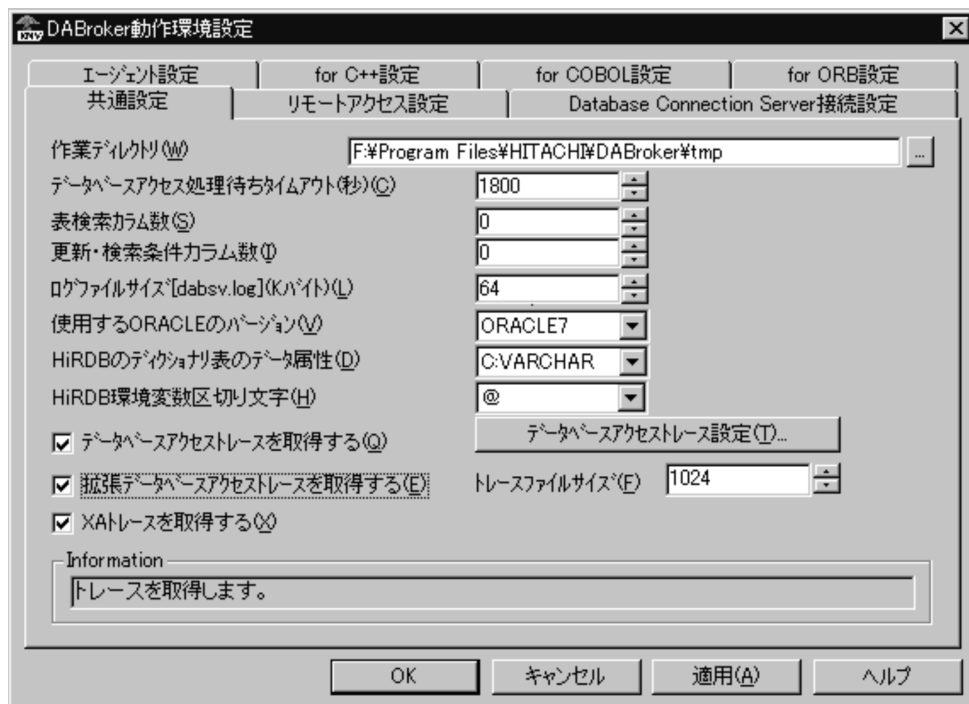 DABroker動作環境設定
エージェント設定 for C++設定 for COBOL設定 for ORB設定
共通設定 リモートアクセス設定 Database Connection Server接続設定
作業ディレクトリ(W) F:¥Program Files¥HITACHI¥DABroker¥tmp ...
データベースアクセス処理待ちタイムアウト(秒)(C) 1800
表検索カラム数(S) 0
更新・検索条件カラム数(I) 0
ログファイルサイズ[dabsv.log](Kバイト)(L) 64
使用するORACLEのバージョン(V) ORACLE7
HiRDBのディクショナリ表のデータ属性(D) C:VARCHAR
HiRDB環境変数区切り文字(H) @
データベースアクセストレースを取得する(Q) データベースアクセストレース設定(T)...
拡張データベースアクセストレースを取得する(E) トレースファイルサイズ(F) 1024
XAトレースを取得する(X)
Information
トレースを取得します。
OK キャンセル 適用(A) ヘルプ